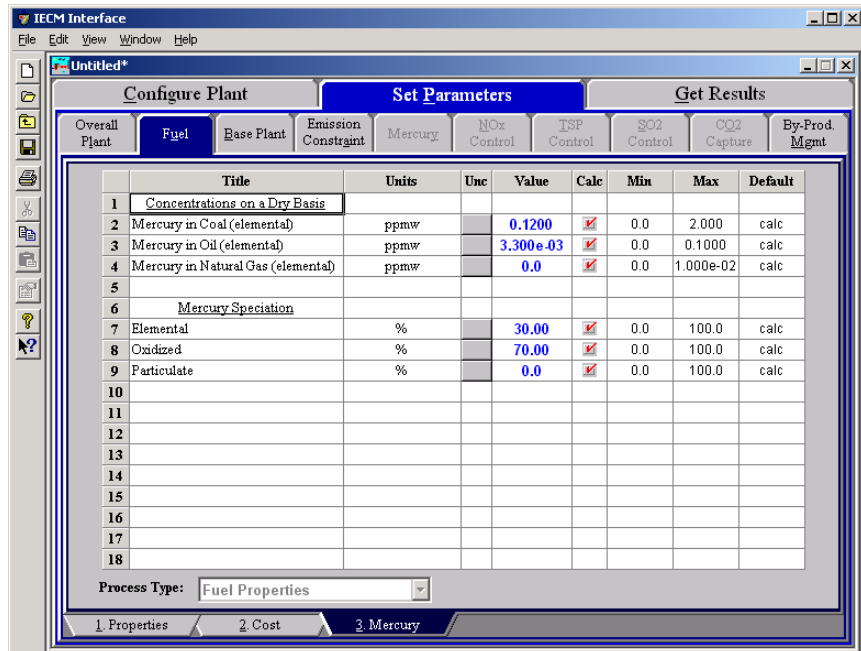 IECM Interface
File Edit View Window Help
Untitled*
Configure Plant Set Parameters Get Results
Overall Plant Fuel Base Plant Emission Constraint Mercury NOx Control TSP Control SO2 Control CO2 Capture By-Prod. Mgmt
Title Units Unc Value Calc Min Max Default
1 Concentrations on a Dry Basis
2 Mercury in Coal (elemental) ppmw 0.1200 0.0 2.000 calc
3 Mercury in Oil (elemental) ppmw 3.300e-03 0.0 0.1000 calc
4 Mercury in Natural Gas (elemental) ppmw 0.0 0.0 1.000e-02 calc
5
6 Mercury Speciation
7 Elemental % 30.00 0.0 100.0 calc
8 Oxidized % 70.00 0.0 100.0 calc
9 Particulate % 0.0 0.0 100.0 calc
10
11
12
13
14
15
16
17
18
Process Type: Fuel Properties
1. Properties 2. Cost 3. Mercury